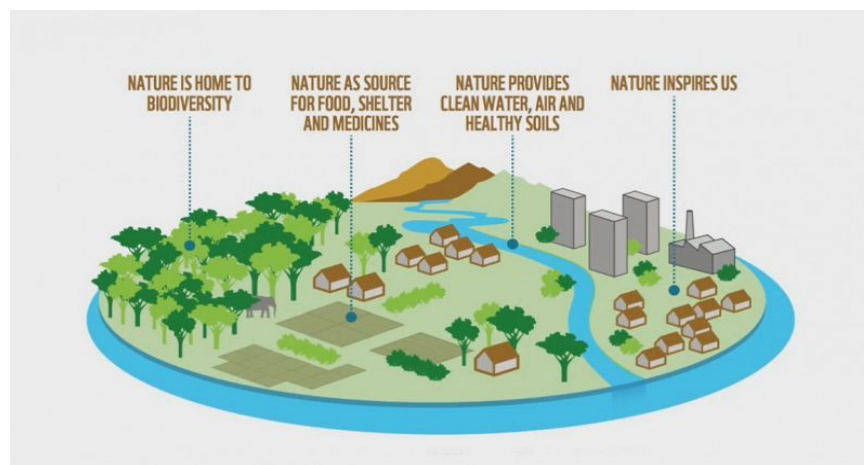 NATURE IS HOME TO
BIODIVERSITY
NATURE AS SOURCE
FOR FOOD, SHELTER
AND MEDICINES
NATURE PROVIDES
CLEAN WATER, AIR AND
HEALTHY SOILS
NATURE INSPIRES US